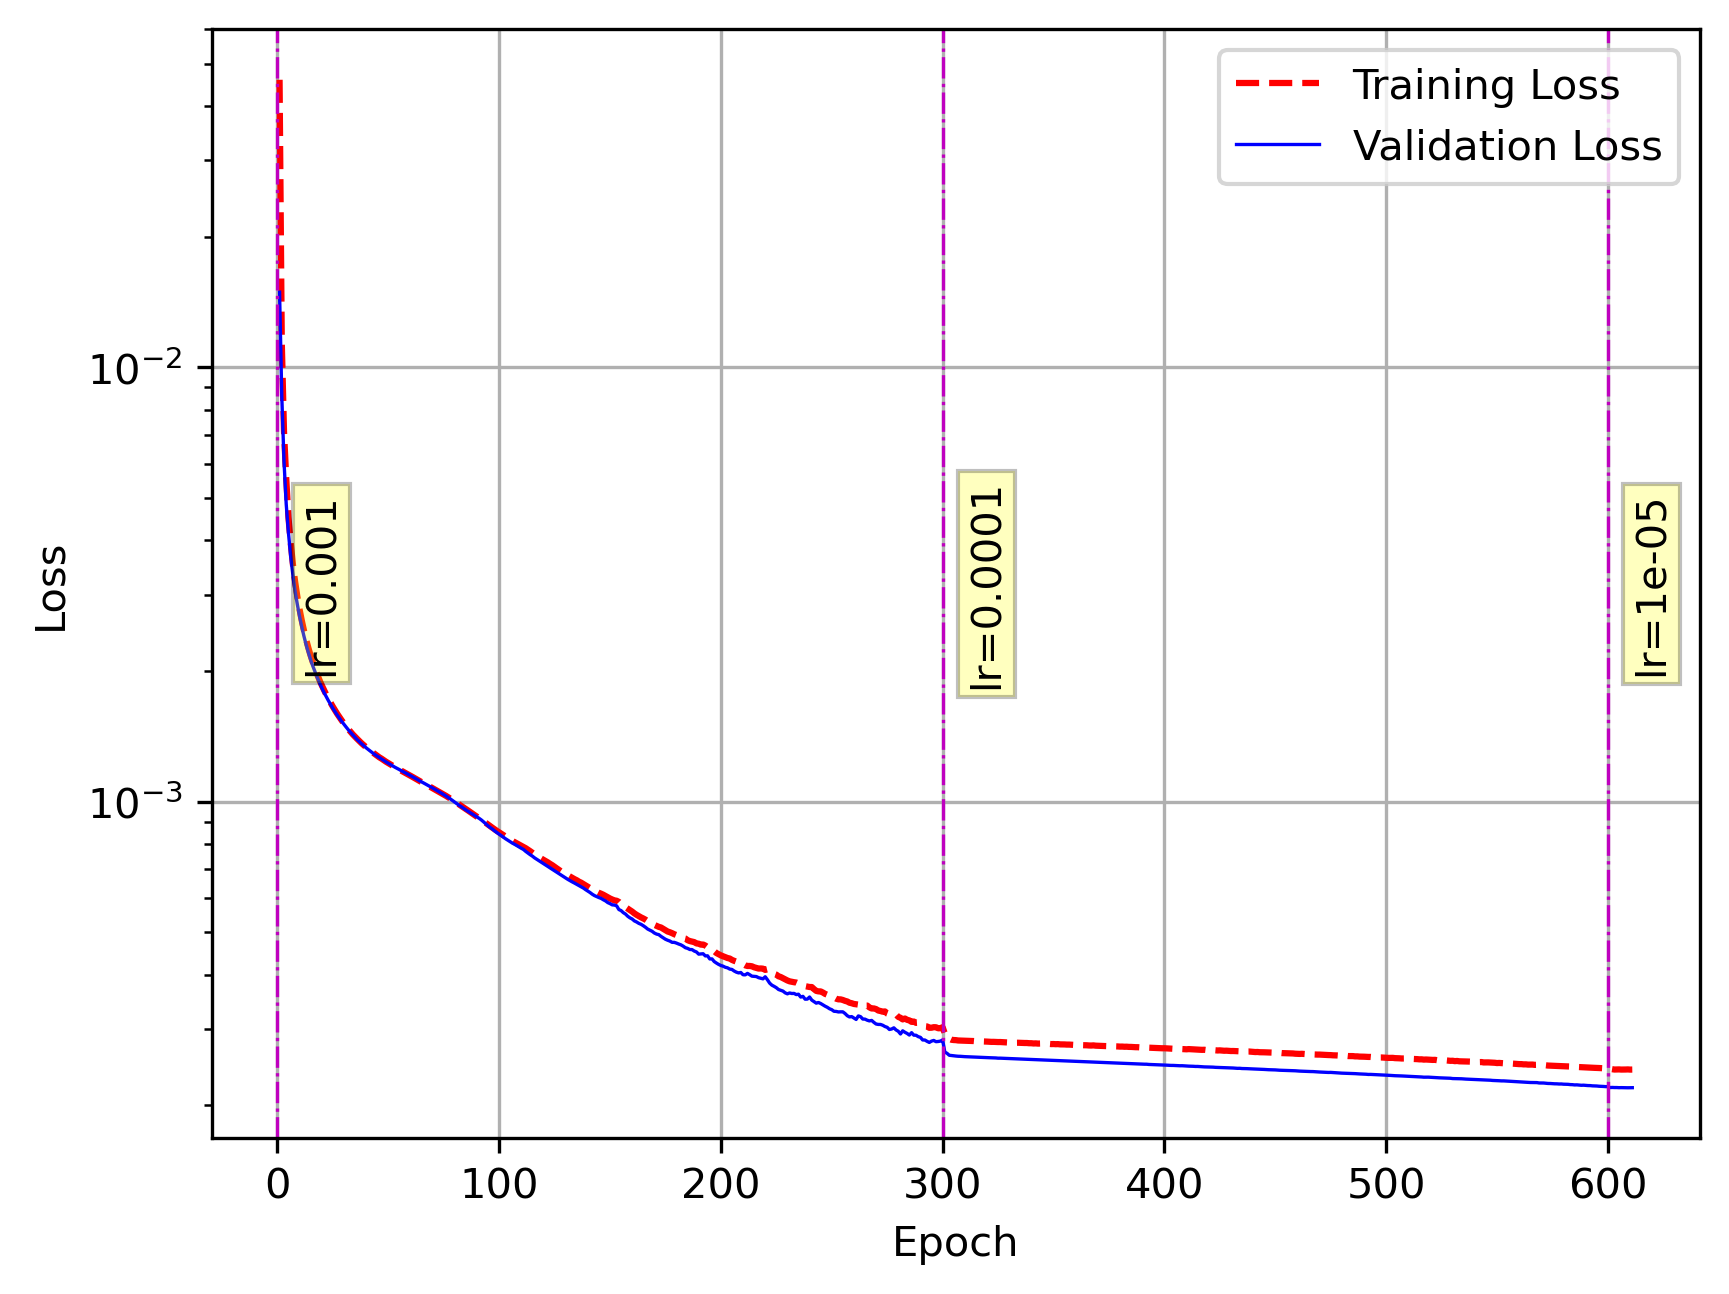 Training Loss
Validation Loss
10⁻²
10⁻³
Loss
lr=0.001
lr=0.0001
lr=1e-05
0
100
200
300
400
500
600
Epoch